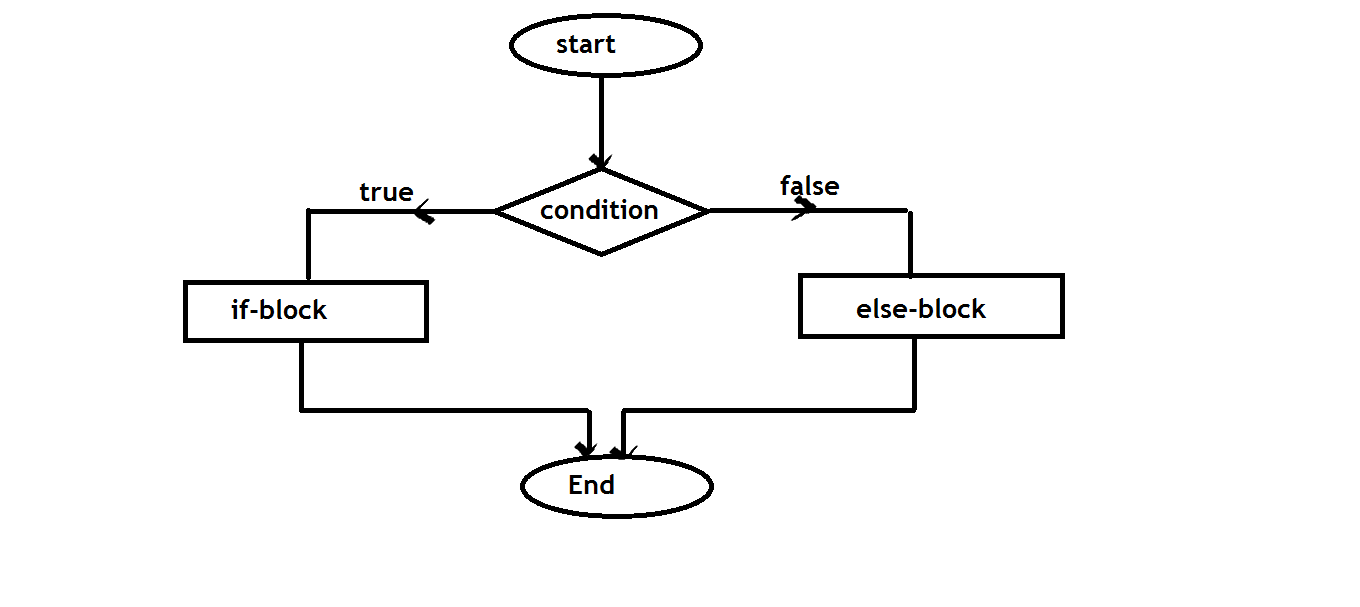 start
true
false
condition
if-block
else-block
End